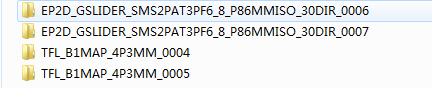 EP2D_GSLIDER_SMS2PAT3PF6_8_P86MMISO_30DIR_0006
EP2D_GSLIDER_SMS2PAT3PF6_8_P86MMISO_30DIR_0007
TFL_B1MAP_4P3MM_0004
TFL_B1MAP_4P3MM_0005